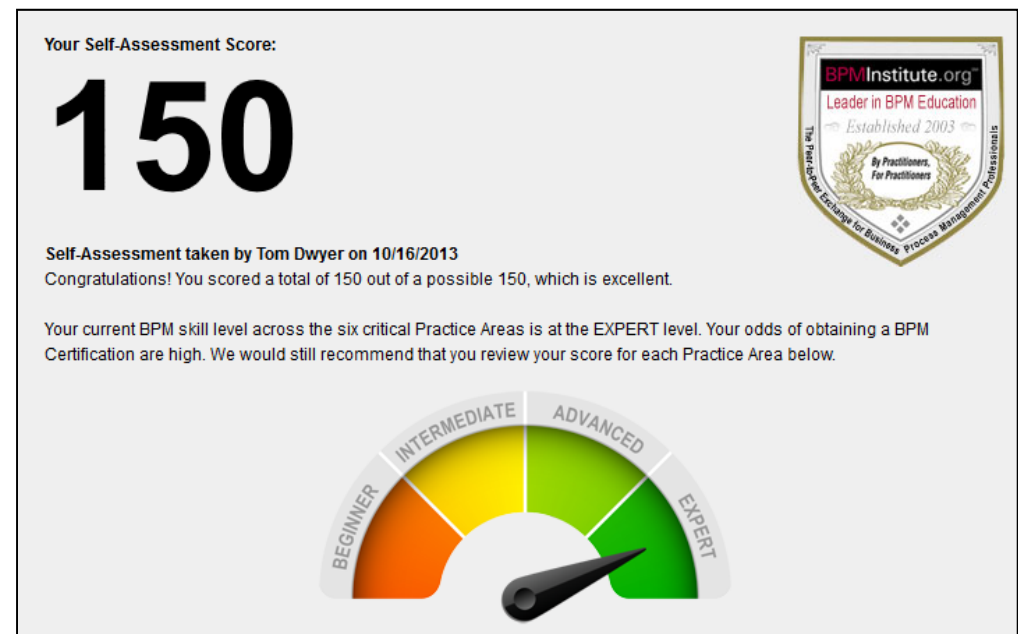 Your Self-Assessment Score:
150
BPMInstitute.org™
Leader in BPM Education
Established 2003
By Practitioners,
For Practitioners
The Peer-to-Peer Exchange for Business Process Management Professionals
Self-Assessment taken by Tom Dwyer on 10/16/2013
Congratulations! You scored a total of 150 out of a possible 150, which is excellent.
Your current BPM skill level across the six critical Practice Areas is at the EXPERT level. Your odds of obtaining a BPM
Certification are high. We would still recommend that you review your score for each Practice Area below.
BEGINNER
INTERMEDIATE
ADVANCED
EXPERT